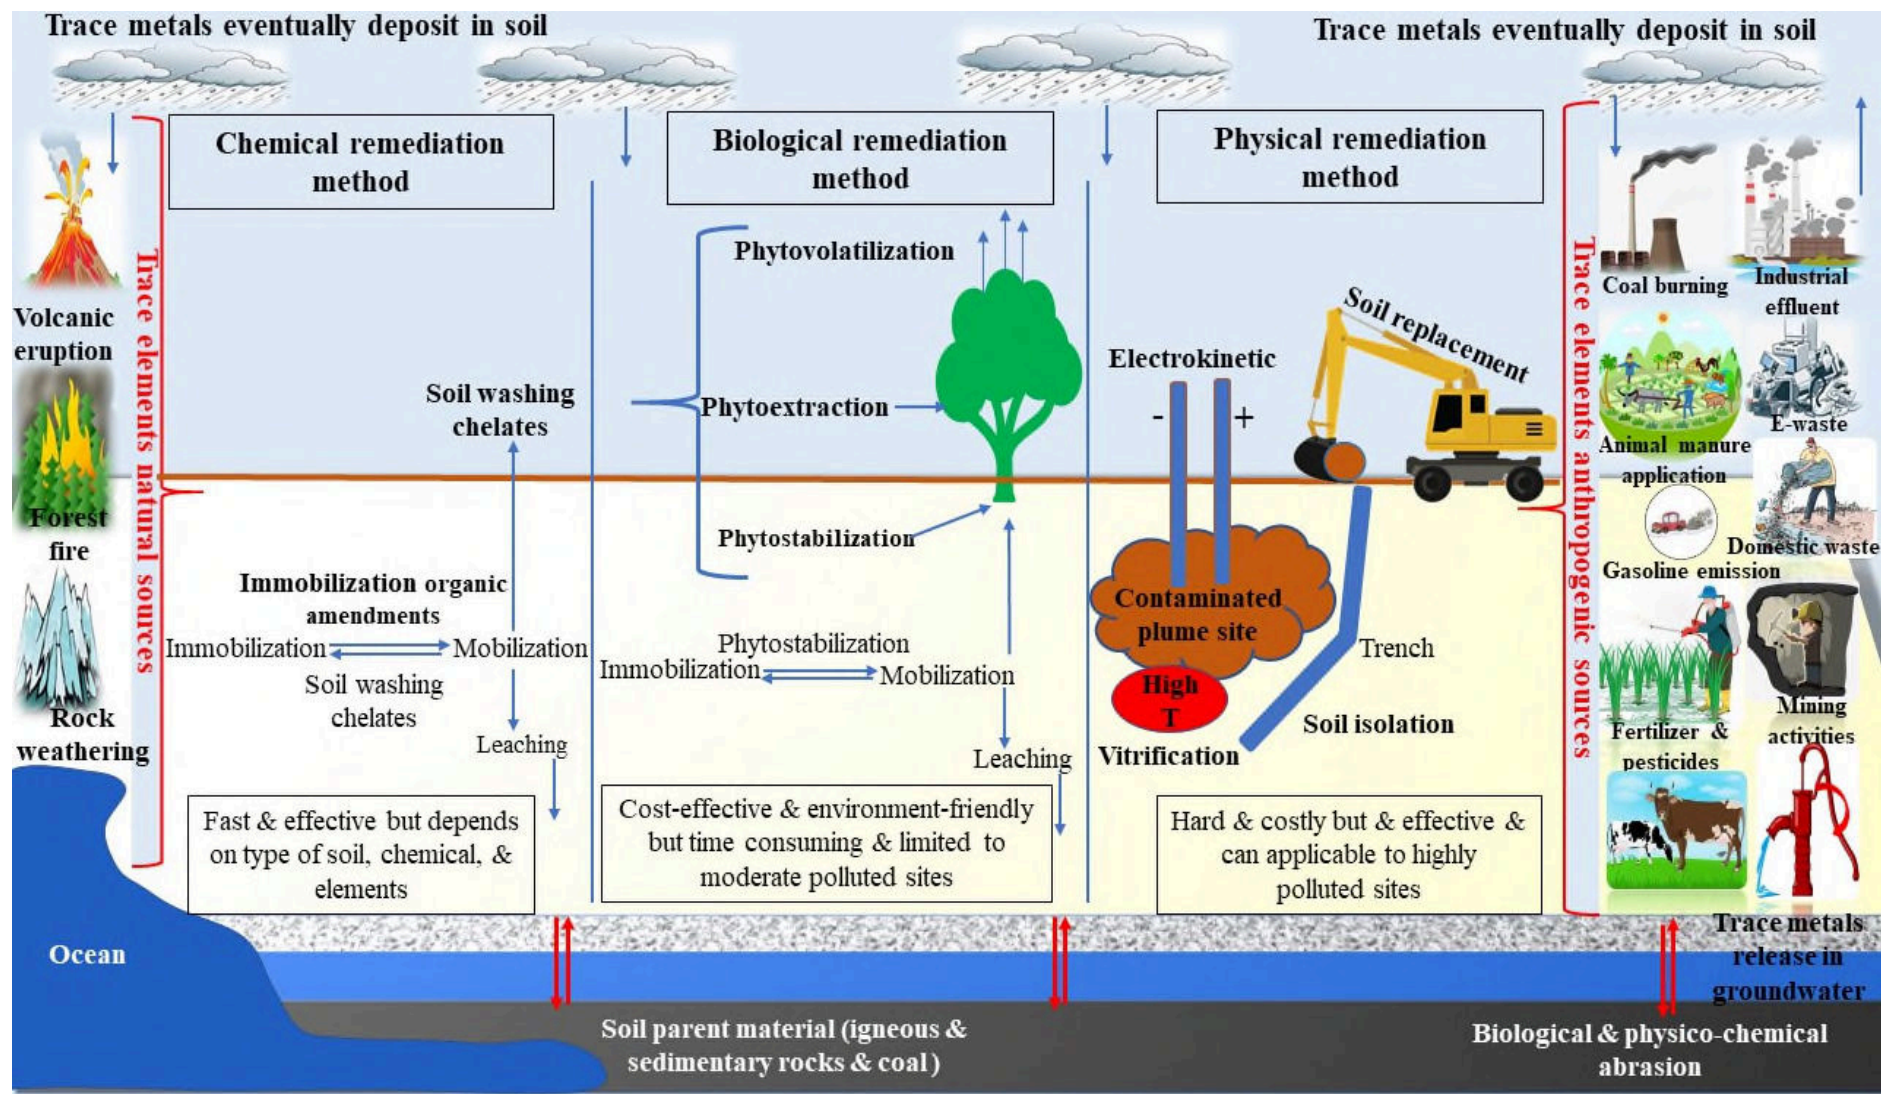 Trace metals eventually deposit in soil
Trace metals eventually deposit in soil
Volcanic
eruption
Forest
fire
Rock
weathering
Trace elements natural sources
Chemical remediation
method
Soil washing
chelates
Immobilization organic
amendments
Immobilization
Mobilization
Soil washing
chelates
Leaching
Fast & effective but depends
on type of soil, chemical, &
elements
Biological remediation
method
Phytovolatilization
Phytoextraction
Phytostabilization
Phytostabilization
Immobilization
Mobilization
Leaching
Cost-effective & environment-friendly
but time consuming & limited to
moderate polluted sites
Physical remediation
method
Soil replacement
Electrokinetic
- +
Contaminated
plume site
High
T
Vitrification
Trench
Soil isolation
Hard & costly but & effective &
can applicable to highly
polluted sites
Trace elements anthropogenic sources
Coal burning
Industrial
effluent
Animal manure
application
E-waste
Domestic waste
Gasoline emission
Fertilizer &
pesticides
Mining
activities
Trace metals
release in
groundwater
Ocean
Soil parent material (igneous &
sedimentary rocks & coal )
Biological & physico-chemical
abrasion